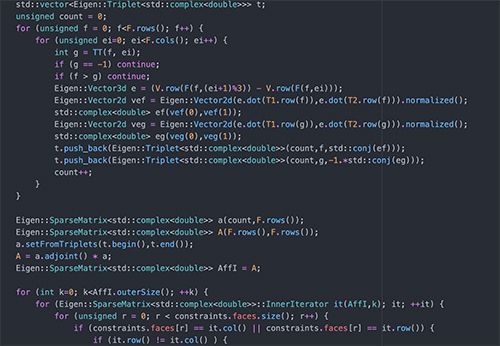 std::vector<Eigen::Triplet<std::complex<double>>> t;
unsigned count = 0;
for (unsigned f = 0; f<F.rows(); f++) {
for (unsigned ei=0; ei<F.cols(); ei++) {
int g = TT(f, ei);
if (g == -1) continue;
if (f > g) continue;
Eigen::Vector3d e = (V.row(F(f,(ei+1)%3)) - V.row(F(f,ei)));
Eigen::Vector2d vef = Eigen::Vector2d(e.dot(T1.row(f)),e.dot(T2.row(f))).normalized();
std::complex<double> ef(vef(0),vef(1));
Eigen::Vector2d veg = Eigen::Vector2d(e.dot(T1.row(g)),e.dot(T2.row(g))).normalized();
std::complex<double> eg(veg(0),veg(1));
t.push_back(Eigen::Triplet<std::complex<double>>(count,f,std::conj(ef)));
t.push_back(Eigen::Triplet<std::complex<double>>(count,g,-1.*std::conj(eg)));
count++;
}
}
Eigen::SparseMatrix<std::complex<double>> a(count,F.rows());
Eigen::SparseMatrix<std::complex<double>> A(F.rows(),F.rows());
a.setFromTriplets(t.begin(),t.end());
A = a.adjoint() * a;
Eigen::SparseMatrix<std::complex<double>> AffI = A;
for (int k=0; k<AffI.outerSize(); ++k) {
for (Eigen::SparseMatrix<std::complex<double>>::InnerIterator it(AffI,k); it; ++it) {
for (unsigned r = 0; r < constraints.faces.size(); r++) {
if (constraints.faces[r] == it.col() || constraints.faces[r] == it.row()) {
if (it.row() != it.col() ) {